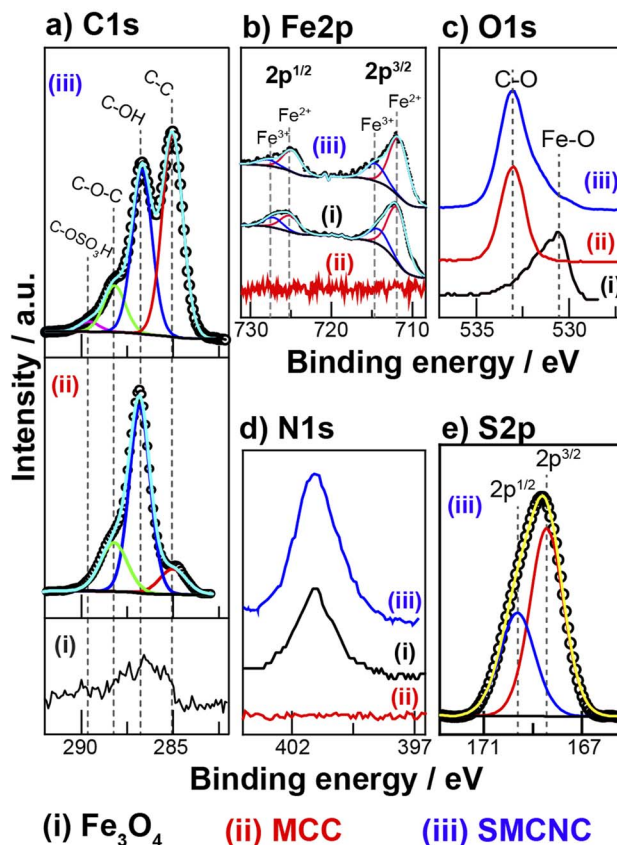 a) C1s
(iii)
C-C
C-OH
C-O-C
C-OSO3H
(ii)
(i)
290 285
b) Fe2p
2p1/2 2p3/2
Fe3+ Fe2+ Fe3+ Fe2+
(iii)
(i)
(ii)
730 720 710
c) O1s
C-O
Fe-O
(iii)
(ii)
(i)
535 530
Binding energy / eV
Intensity / a.u.
d) N1s
(iii)
(i)
(ii)
402 397
e) S2p
(iii)
2p1/2
2p3/2
171 167
Binding energy / eV
(i) Fe3O4 (ii) MCC (iii) SMCNC